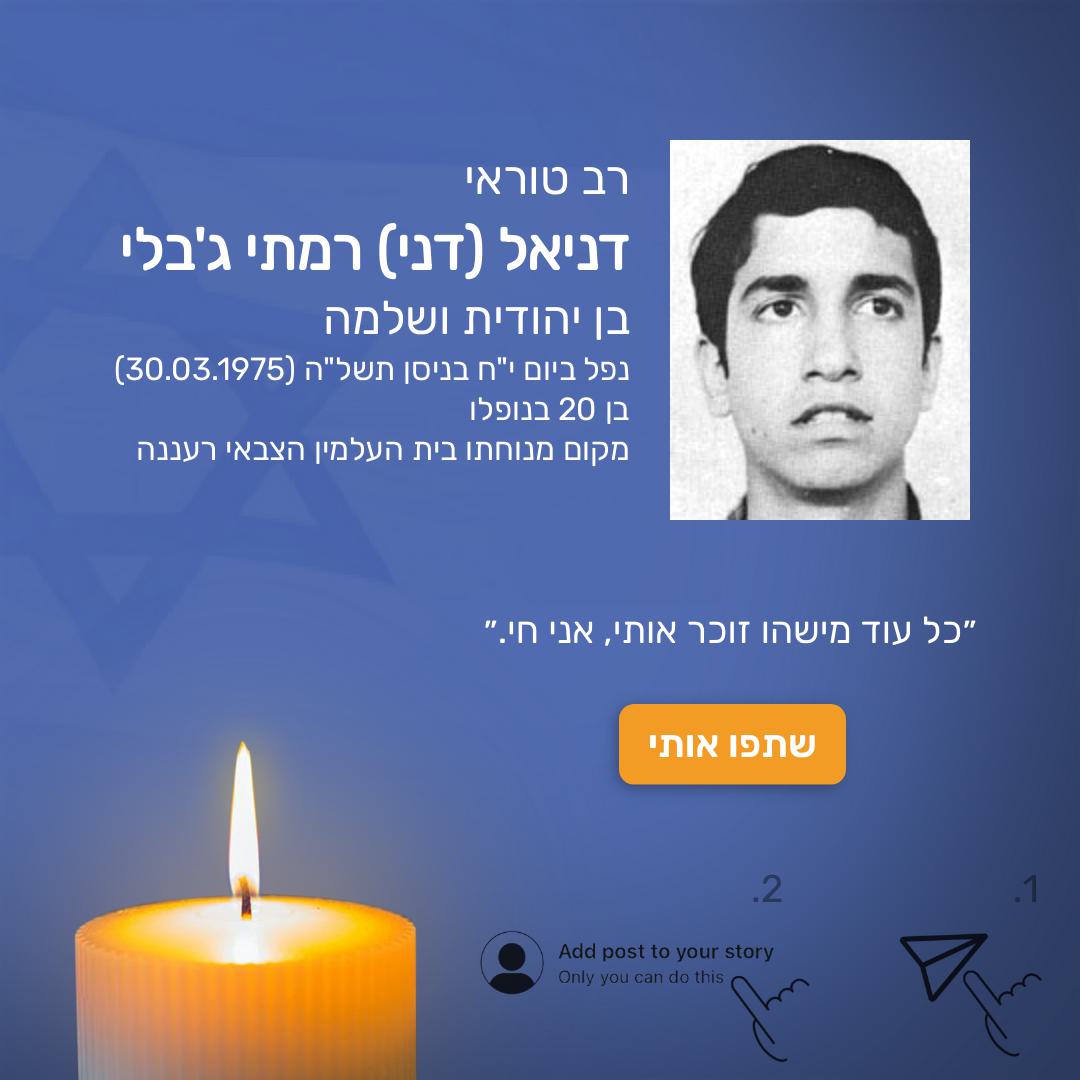 רב טוראי
דניאל (דני) רמתי ג'בלי
בן יהודית ושלמה
נפל ביום י"ח בניסן תשל"ה (30.03.1975)
בן 20 בנופלו
מקום מנוחתו בית העלמין הצבאי רעננה
״כל עוד מישהו זוכר אותי, אני חי.״
שתפו אותי
1.
2.
Add post to your story
Only you can do this